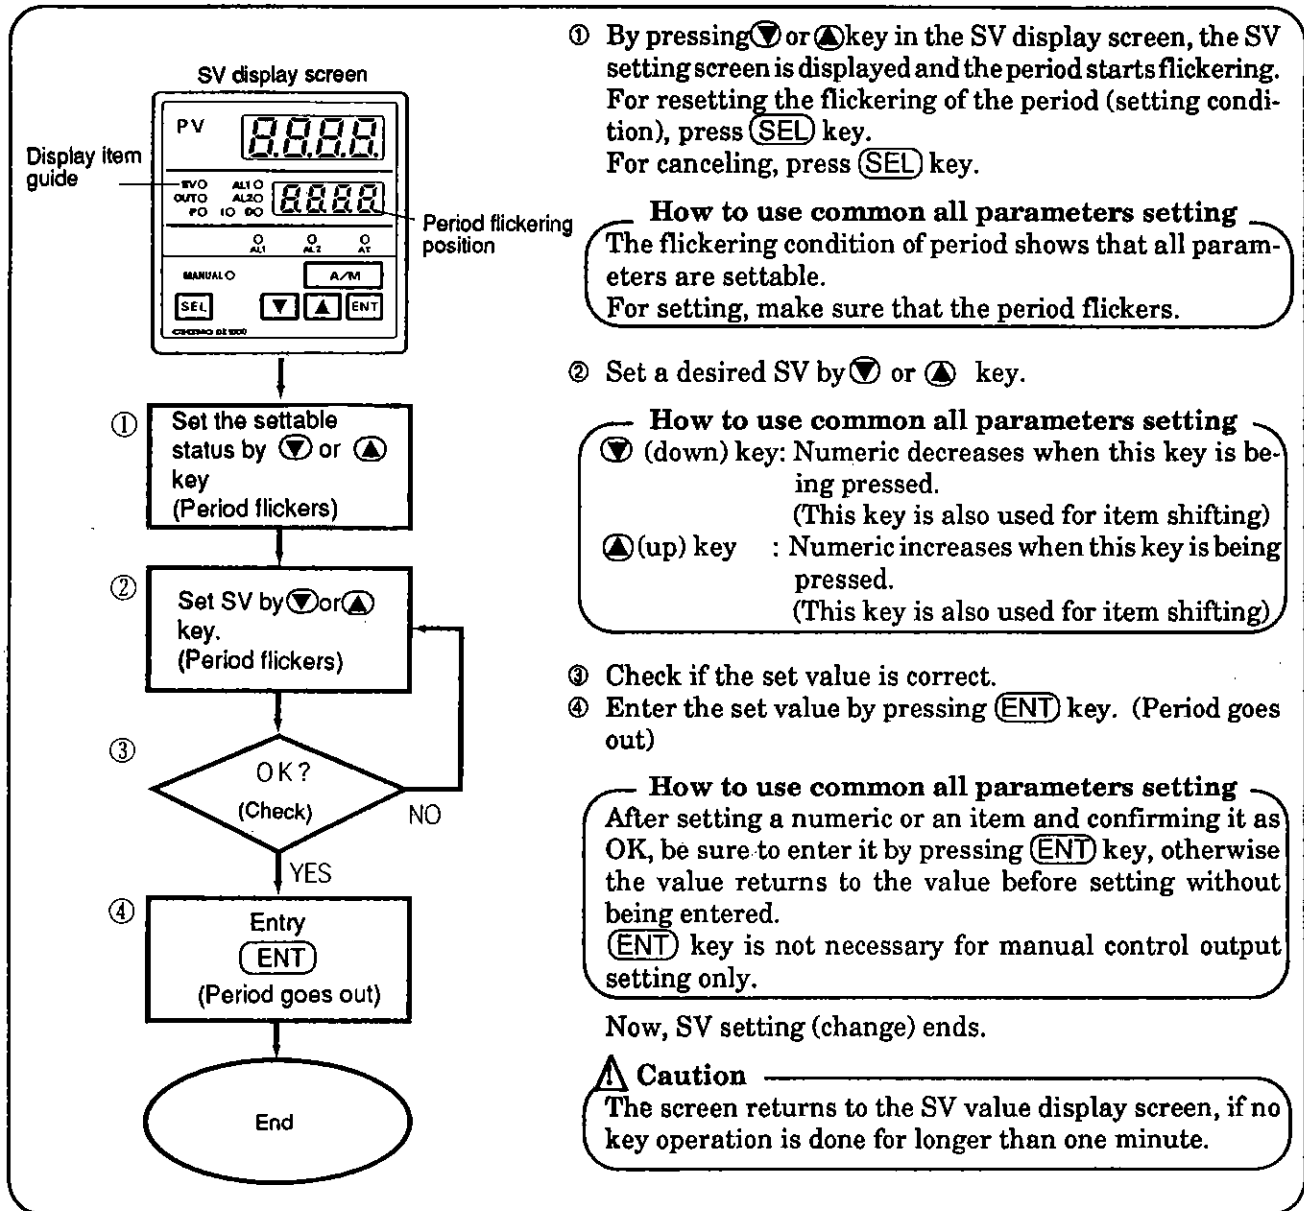 SV display screen
PV
8.8.8.8.
Display item
guide
SV AL1
OUT AL2
P I D
8.8.8.8.
Period flickering
position
AL1 AL2 AT
MANUAL A/M
SEL ▼ ▲ ENT
① Set the settable
status by ▼ or ▲
key
(Period flickers)
② Set SV by ▼ or ▲
key.
(Period flickers)
③ OK?
(Check)
NO
YES
④ Entry
ENT
(Period goes out)
End
① By pressing ▼ or ▲ key in the SV display screen, the SV
setting screen is displayed and the period starts flickering.
For resetting the flickering of the period (setting condi-
tion), press SEL key.
For canceling, press SEL key.
How to use common all parameters setting
The flickering condition of period shows that all param-
eters are settable.
For setting, make sure that the period flickers.
② Set a desired SV by ▼ or ▲ key.
How to use common all parameters setting
▼ (down) key: Numeric decreases when this key is be-
ing pressed.
(This key is also used for item shifting)
▲ (up) key : Numeric increases when this key is being
pressed.
(This key is also used for item shifting)
③ Check if the set value is correct.
④ Enter the set value by pressing ENT key. (Period goes
out)
How to use common all parameters setting
After setting a numeric or an item and confirming it as
OK, be sure to enter it by pressing ENT key, otherwise
the value returns to the value before setting without
being entered.
ENT key is not necessary for manual control output
setting only.
Now, SV setting (change) ends.
⚠ Caution
The screen returns to the SV value display screen, if no
key operation is done for longer than one minute.